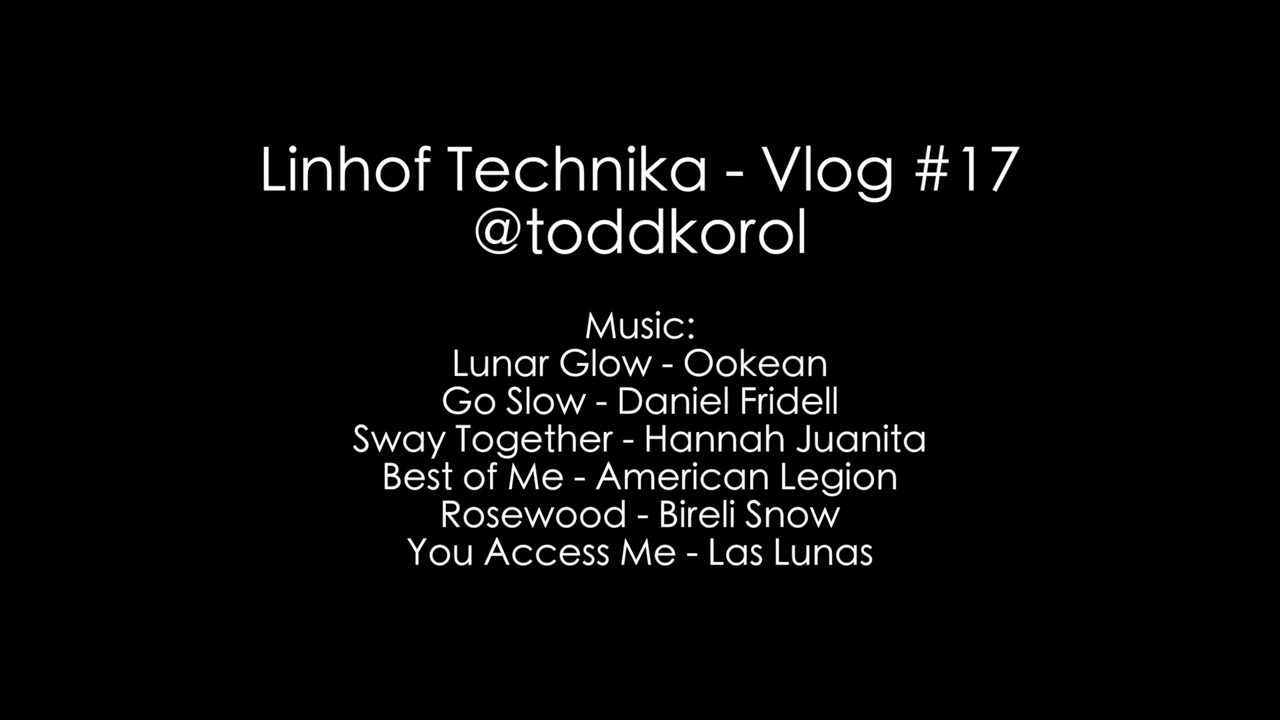 Linhof Technika - Vlog #17
@toddkorol
Music:
Lunar Glow - Ookean
Go Slow - Daniel Fridell
Sway Together - Hannah Juanita
Best of Me - American Legion
Rosewood - Bireli Snow
You Access Me - Las Lunas